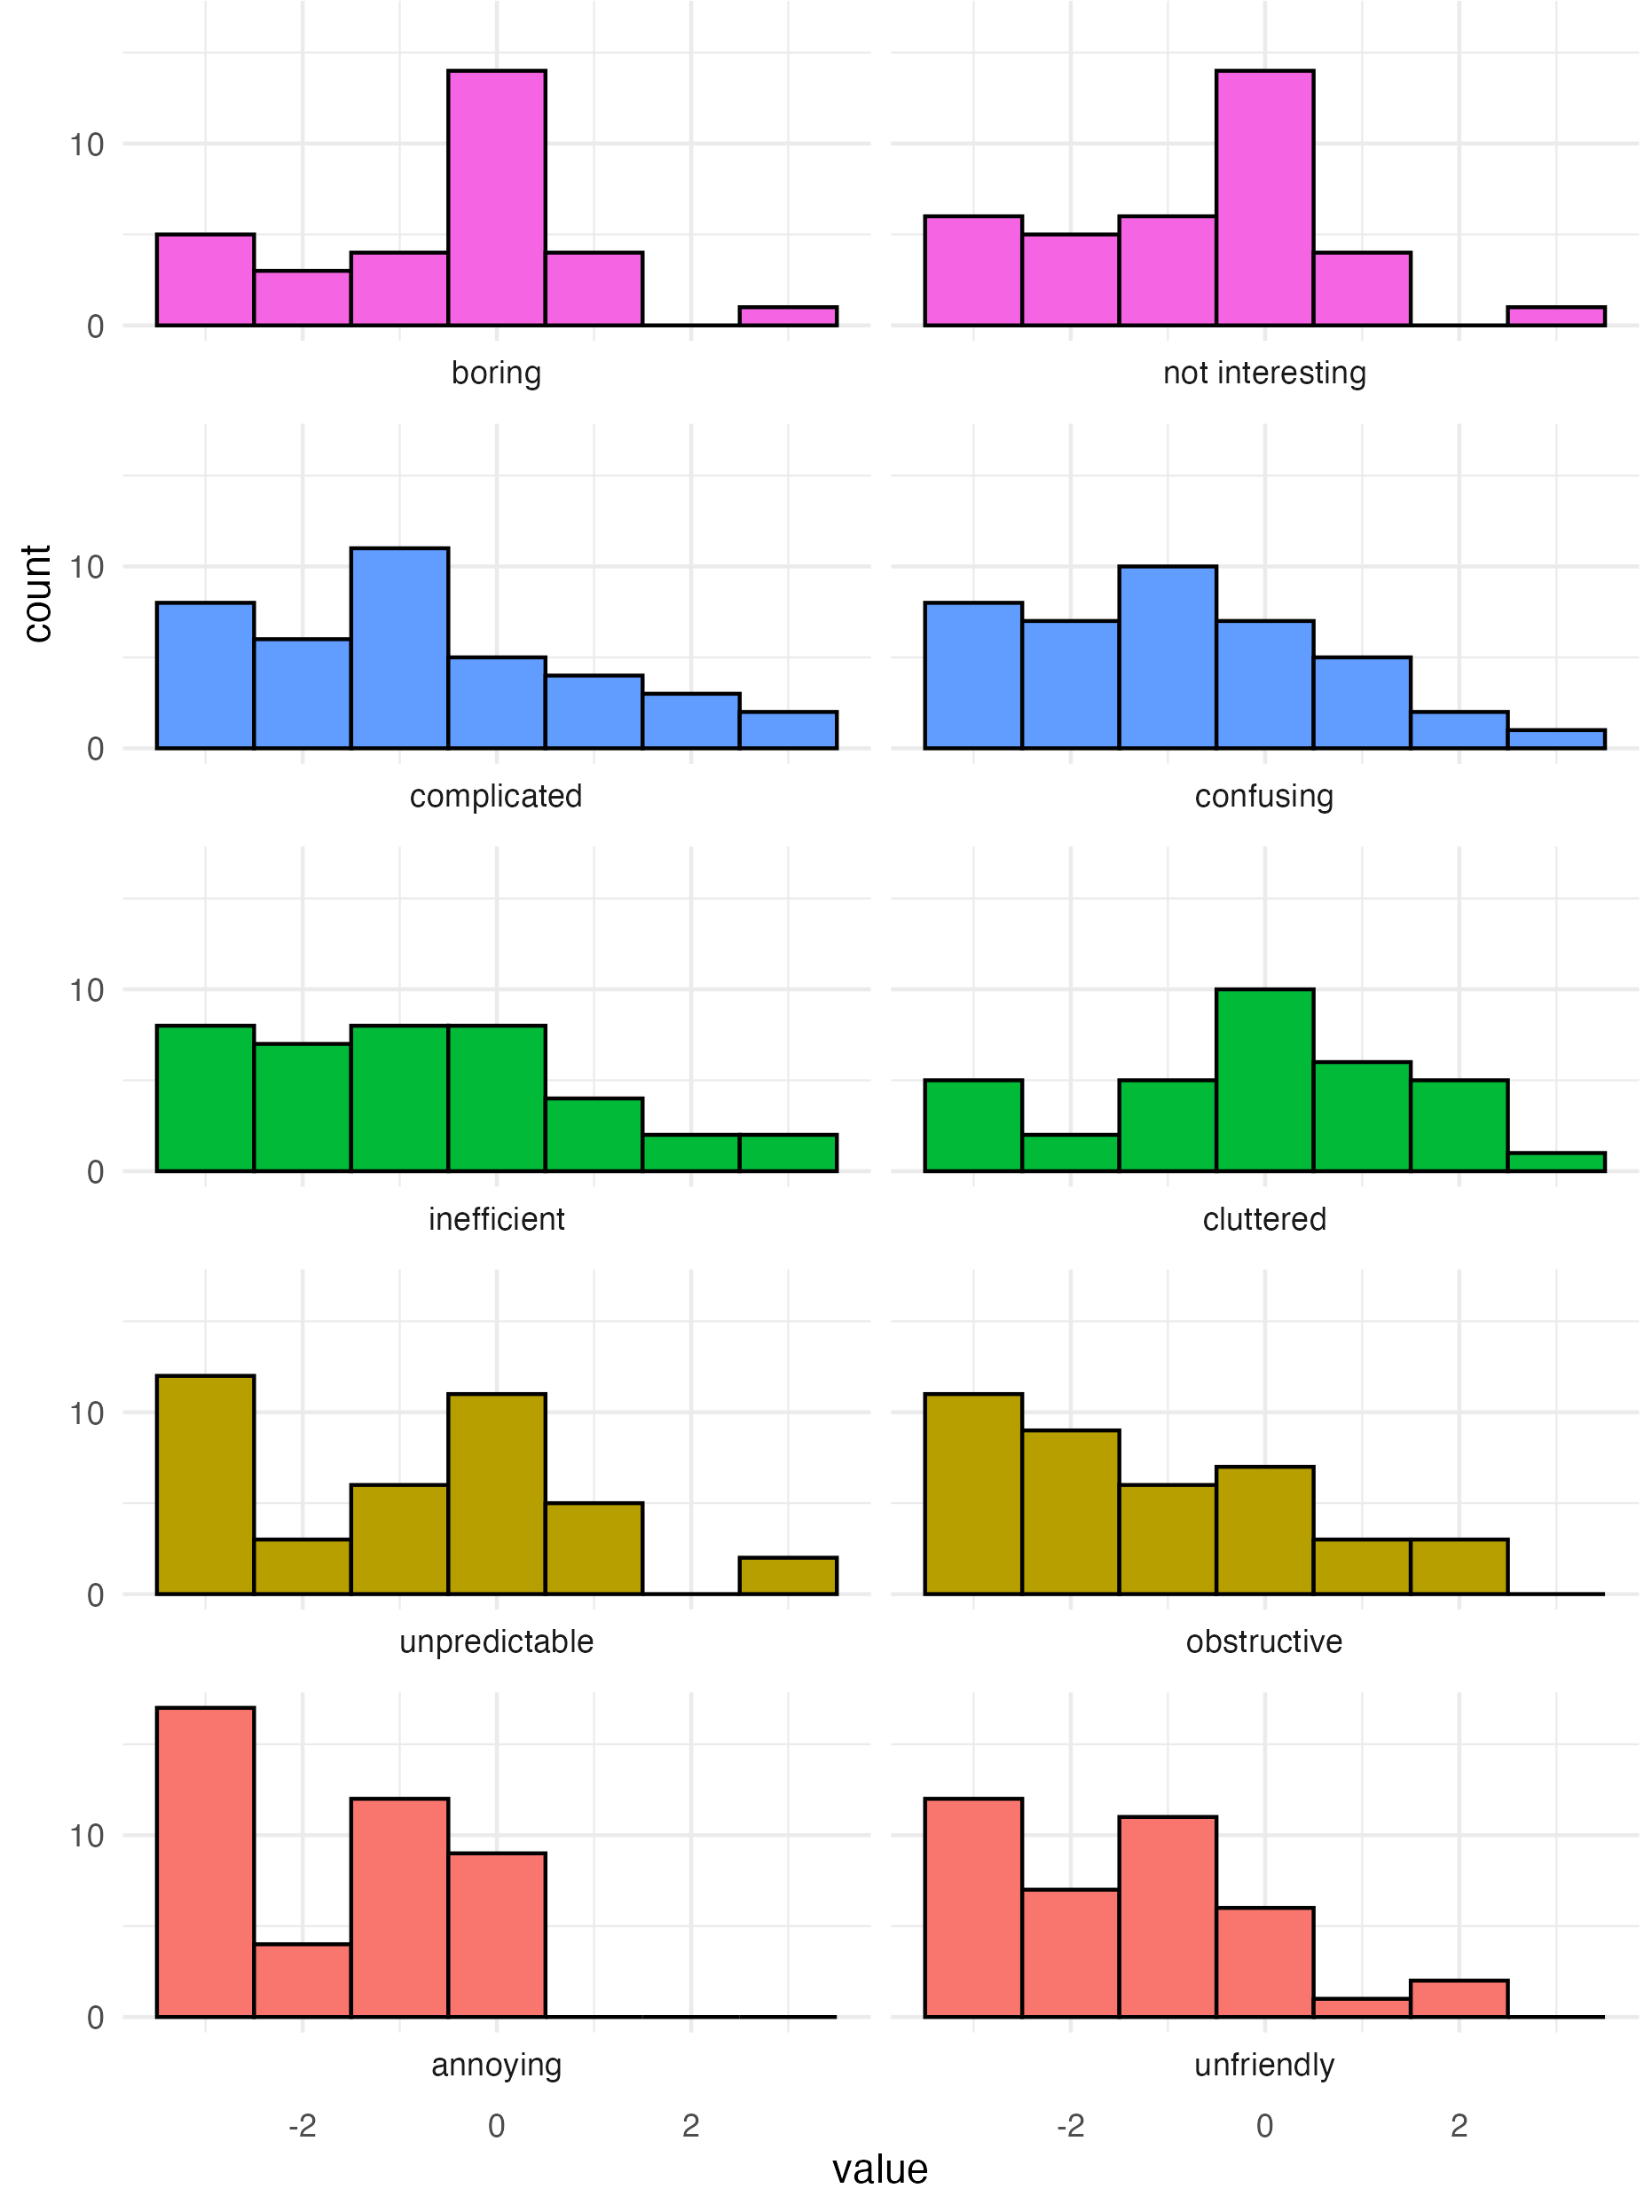 10
0
boring
not interesting
count
10
0
complicated
confusing
10
0
inefficient
cluttered
10
0
unpredictable
obstructive
10
0
annoying
unfriendly
-2 0 2
-2 0 2
value